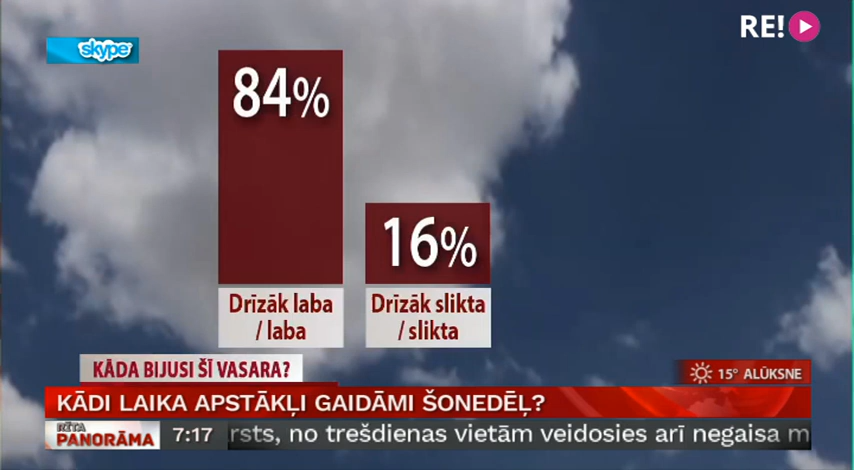 skype
RE!
84%
16%
Drīzāk laba
/ laba
Drīzāk slikta
/ slikta
KĀDA BIJUSI ŠĪ VASARA?
15° ALŪKSNE
KĀDI LAIKA APSTĀKĻI GAIDĀMI ŠONEDĒĻ?
RĪTA
PANORĀMA
7:17
arsts, no trešdienas vietām veidosies arī negaisa m